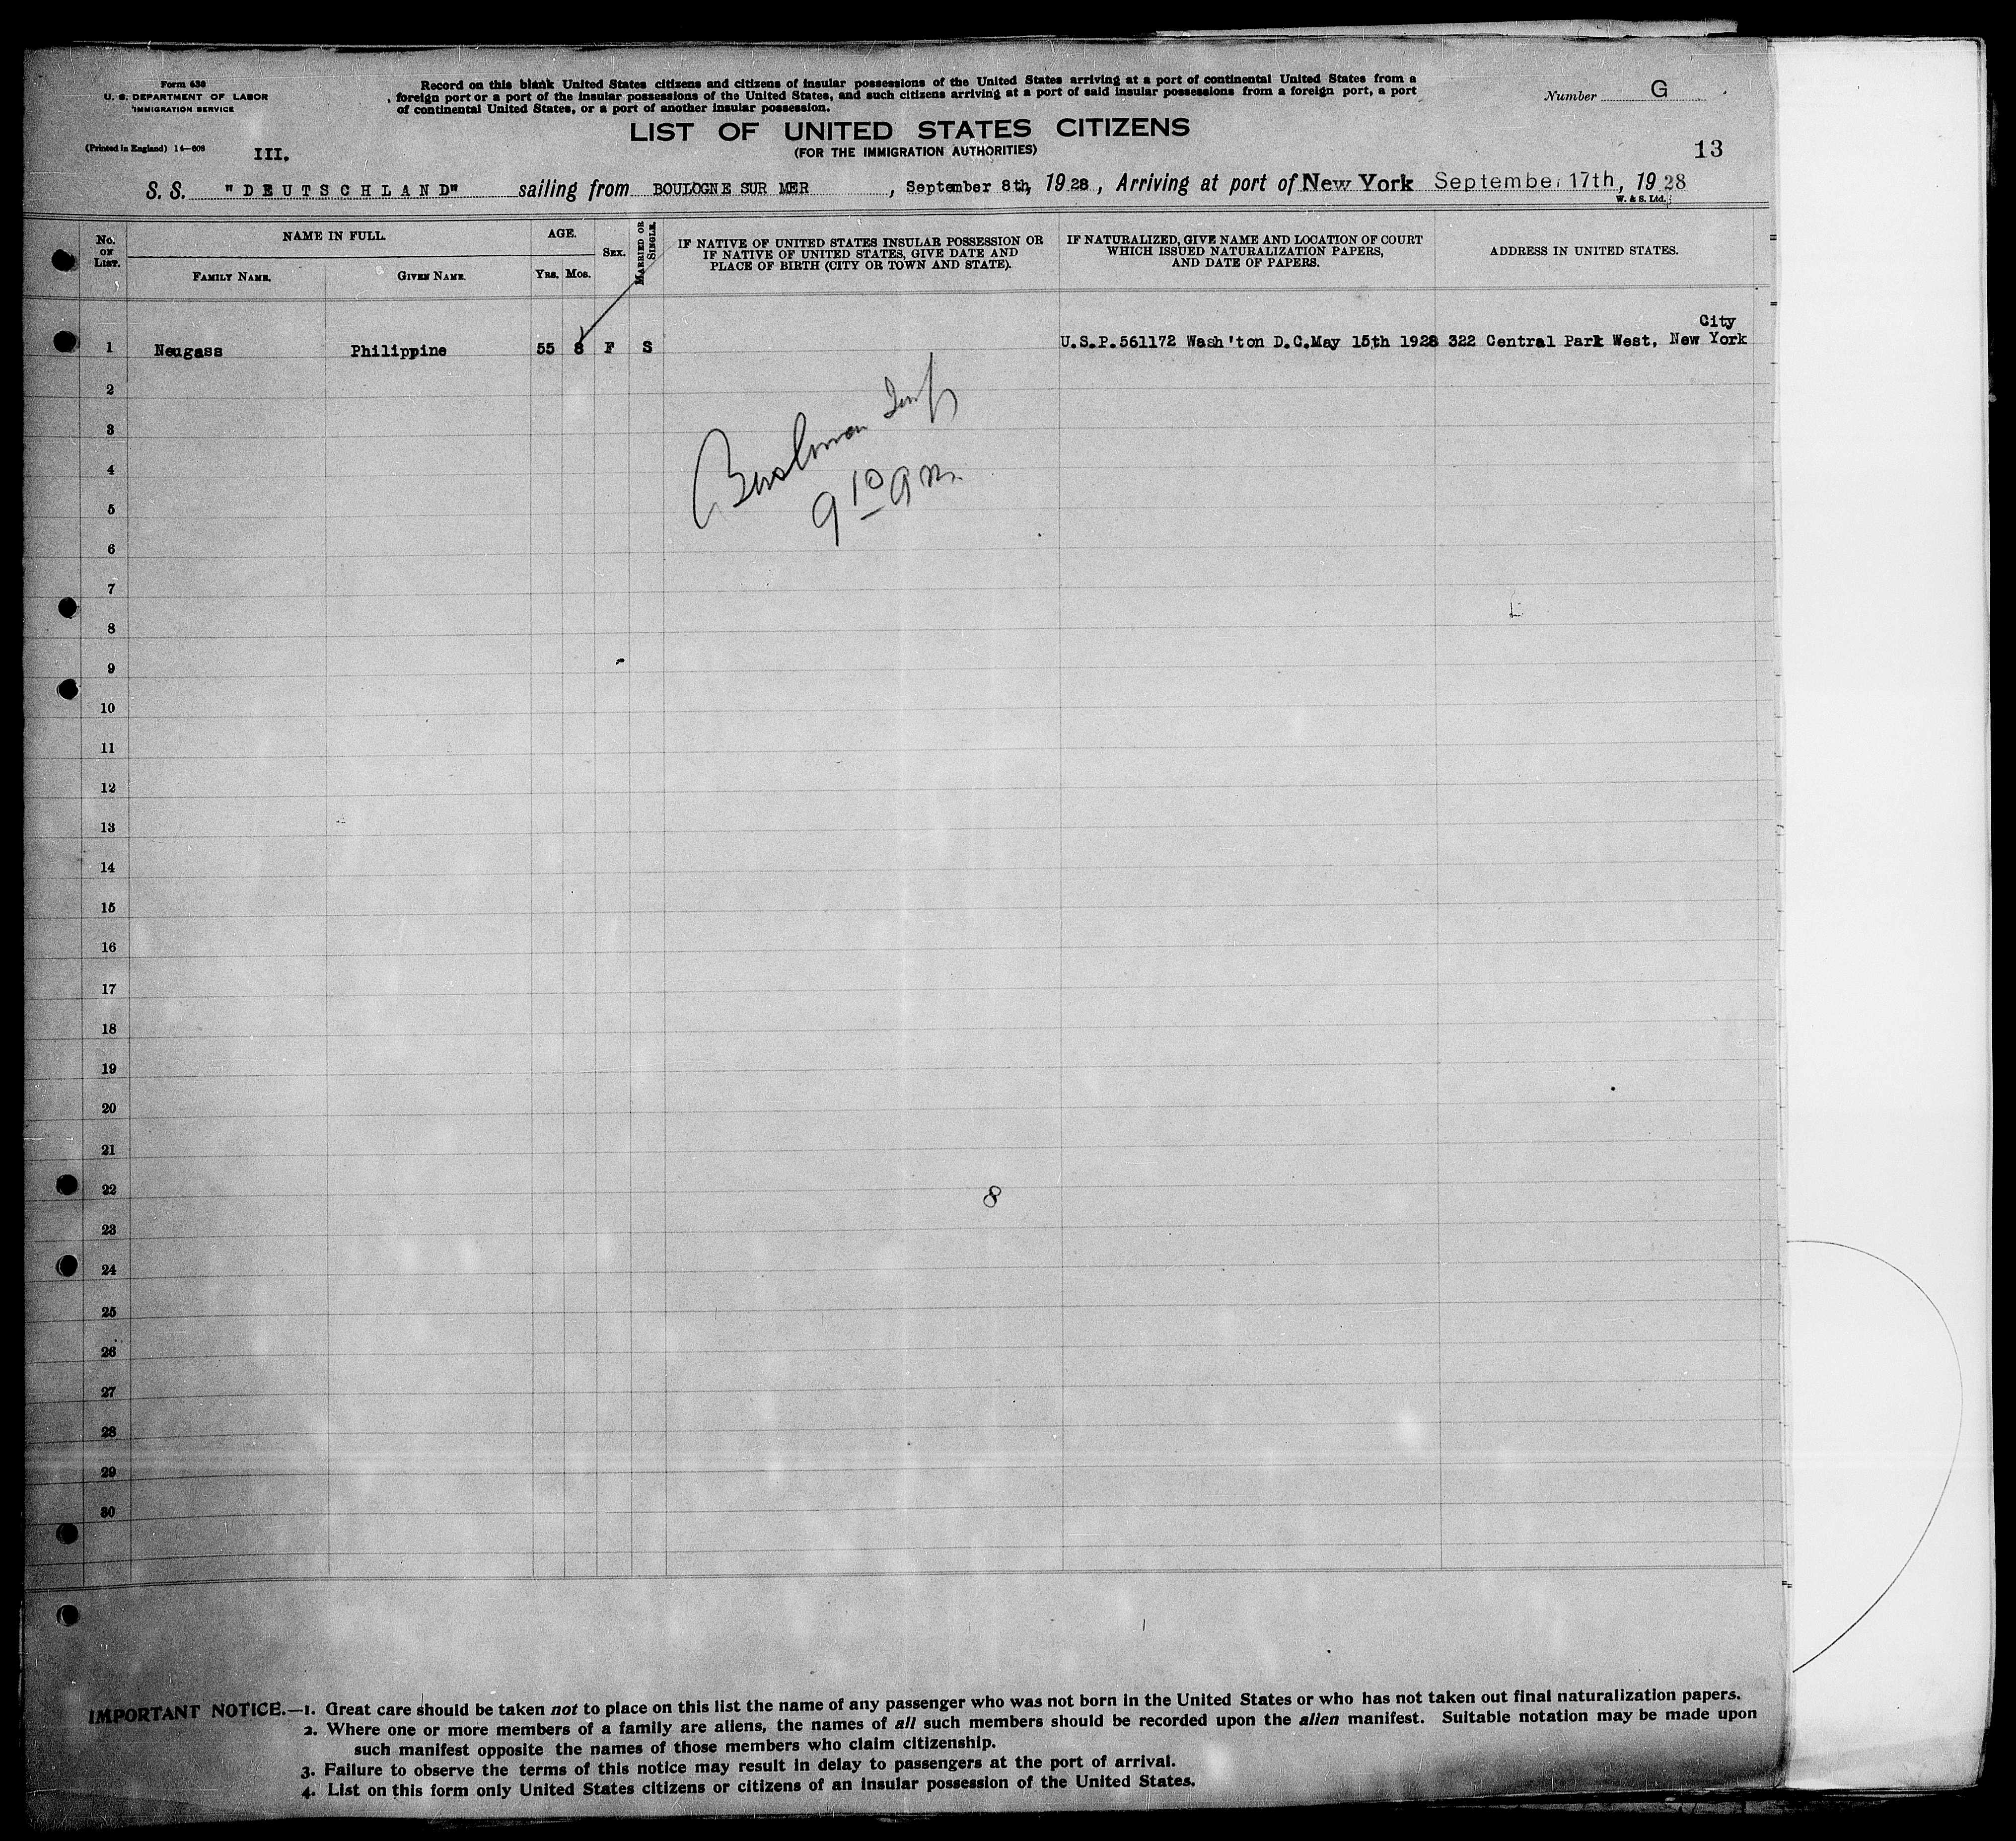 Form 630
U. S. DEPARTMENT OF LABOR
IMMIGRATION SERVICE
(Printed in England) 14—608
III.
Record on this blank United States citizens and citizens of insular possessions of the United States arriving at a port of continental United States from a
foreign port or a port of the insular possessions of the United States, and such citizens arriving at a port of said insular possessions from a foreign port, a port
of continental United States, or a port of another insular possession.
Number G
LIST OF UNITED STATES CITIZENS
(FOR THE IMMIGRATION AUTHORITIES)
13
S. S. "DEUTSCHLAND" sailing from BOULOGNE SUR MER, September 8th, 1928, Arriving at port of New York September 17th, 1928
W. & S. Ltd.
No. on List.
NAME IN FULL.
FAMILY NAME.
GIVEN NAME.
AGE.
YRS. MOS.
SEX.
MARRIED OR SINGLE.
IF NATIVE OF UNITED STATES INSULAR POSSESSION OR
IF NATIVE OF UNITED STATES, GIVE DATE AND
PLACE OF BIRTH (CITY OR TOWN AND STATE).
IF NATURALIZED, GIVE NAME AND LOCATION OF COURT
WHICH ISSUED NATURALIZATION PAPERS,
AND DATE OF PAPERS.
ADDRESS IN UNITED STATES.
City
1 Neugass Philippine 55 8 F S U.S.P.561172 Wash'ton D.C.May 15th 1928 322 Central Park West, New York
2
3
4
9 10 am
5
6
7
8
9
10
11
12
13
14
15
16
17
18
19
20
21
22
8
23
24
25
26
27
28
29
30
IMPORTANT NOTICE.—1. Great care should be taken not to place on this list the name of any passenger who was not born in the United States or who has not taken out final naturalization papers.
2. Where one or more members of a family are aliens, the names of all such members should be recorded upon the alien manifest. Suitable notation may be made upon
such manifest opposite the names of those members who claim citizenship.
3. Failure to observe the terms of this notice may result in delay to passengers at the port of arrival.
4. List on this form only United States citizens or citizens of an insular possession of the United States.